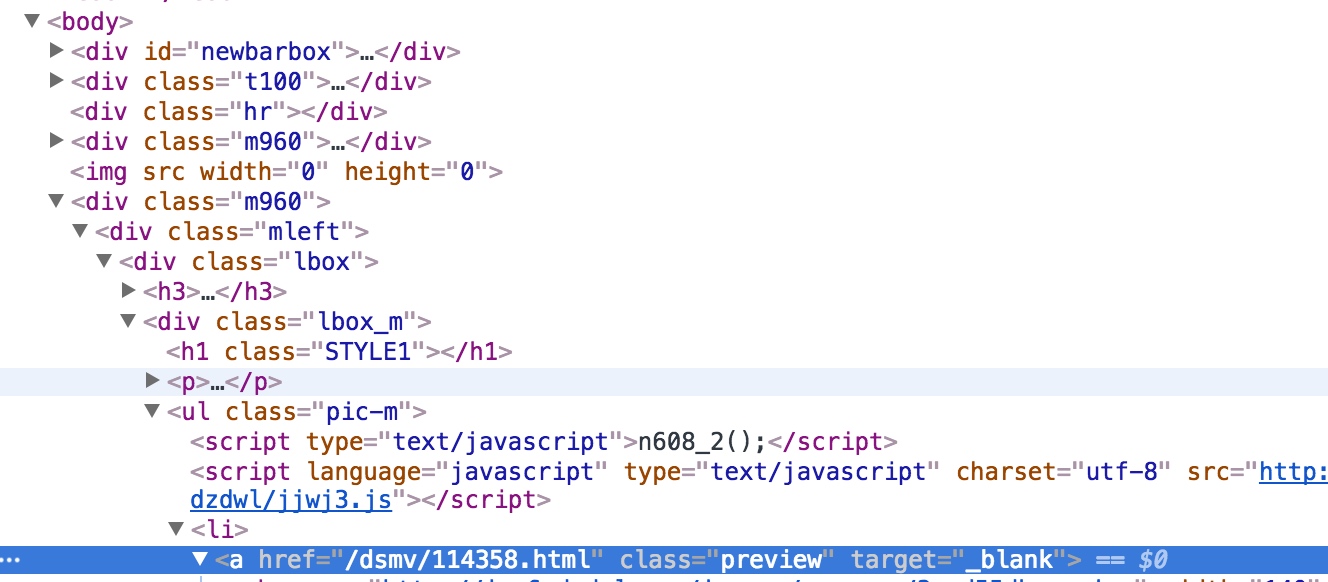 <body>
<div id="newbarbox">…</div>
<div class="t100">…</div>
<div class="hr"></div>
<div class="m960">…</div>
<img src width="0" height="0">
<div class="m960">
<div class="mleft">
<div class="lbox">
<h3>…</h3>
<div class="lbox_m">
<h1 class="STYLE1"></h1>
<p>…</p>
<ul class="pic-m">
<script type="text/javascript">n608_2();</script>
<script language="javascript" type="text/javascript" charset="utf-8" src="http:
dzdwl/jjwj3.js"></script>
<li>
… <a href="/dsmv/114358.html" class="preview" target="_blank"> == $0